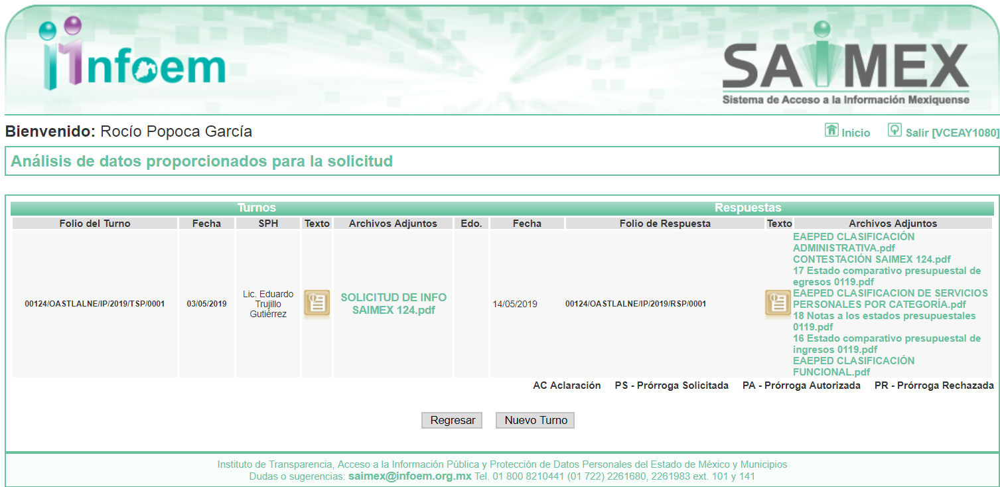 infoem
SAIMEX
Sistema de Acceso a la Información Mexiquense
Bienvenido: Rocío Popoca García
Inicio
Salir [VCEAY1080]
Análisis de datos proporcionados para la solicitud
Turnos
Respuestas
Folio del Turno
Fecha
SPH
Texto
Archivos Adjuntos
Edo.
Fecha
Folio de Respuesta
Texto
Archivos Adjuntos
00124/OASTLALNE/IP/2019/TSP/0001
03/05/2019
Lic. Eduardo
Trujillo
Gutiérrez
SOLICITUD DE INFO
SAIMEX 124.pdf
14/05/2019
00124/OASTLALNE/IP/2019/RSP/0001
EAEPED CLASIFICACIÓN
ADMINISTRATIVA.pdf
CONTESTACIÓN SAIMEX 124.pdf
17 Estado comparativo presupuestal de
egresos 0119.pdf
EAEPED CLASIFICACION DE SERVICIOS
PERSONALES POR CATEGORÍA.pdf
18 Notas a los estados presupuestales
0119.pdf
16 Estado comparativo presupuestal de
ingresos 0119.pdf
EAEPED CLASIFICACIÓN
FUNCIONAL.pdf
AC Aclaración PS - Prórroga Solicitada PA - Prórroga Autorizada PR - Prórroga Rechazada
Regresar
Nuevo Turno
Instituto de Transparencia, Acceso a la Información Pública y Protección de Datos Personales del Estado de México y Municipios
Dudas o sugerencias: saimex@infoem.org.mx Tel. 01 800 8210441 (01 722) 2261680, 2261983 ext. 101 y 141